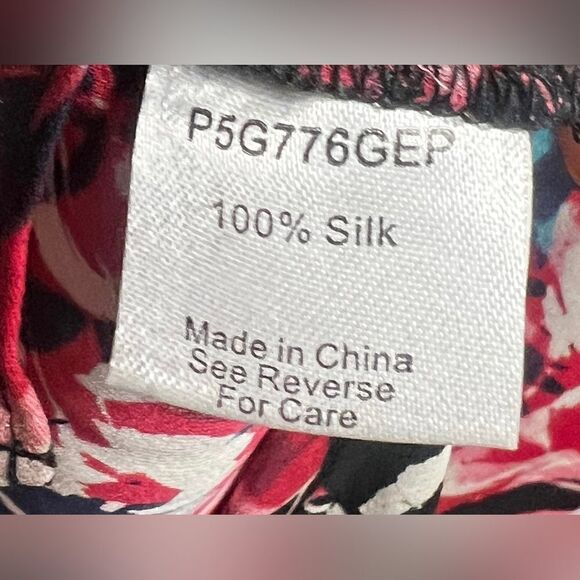 P5G776GEP
100% Silk
Made in China
See Reverse
For Care